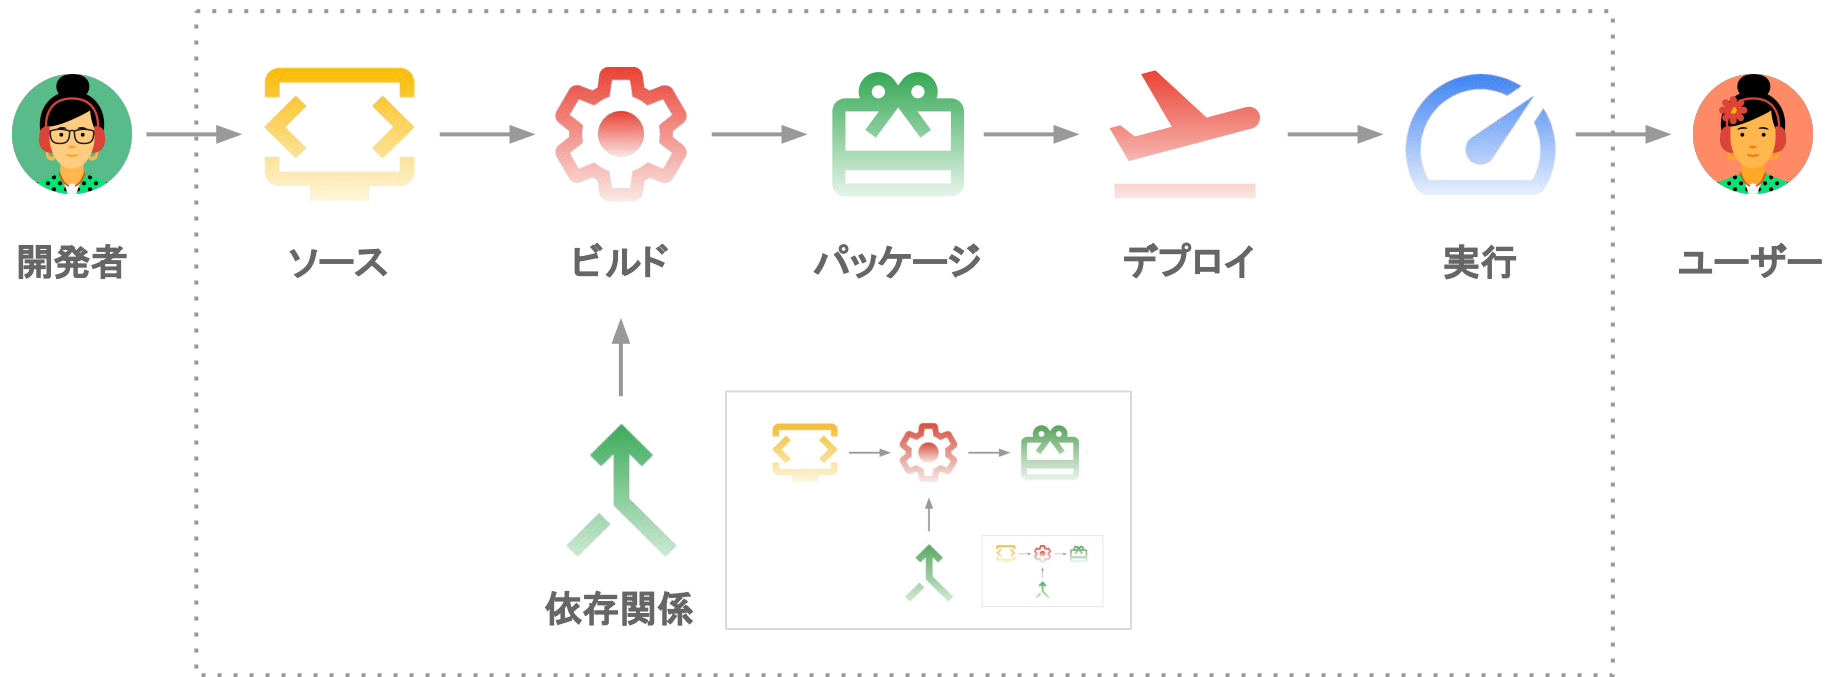 開発者
ソース
ビルド
パッケージ
デプロイ
実行
ユーザー
依存関係